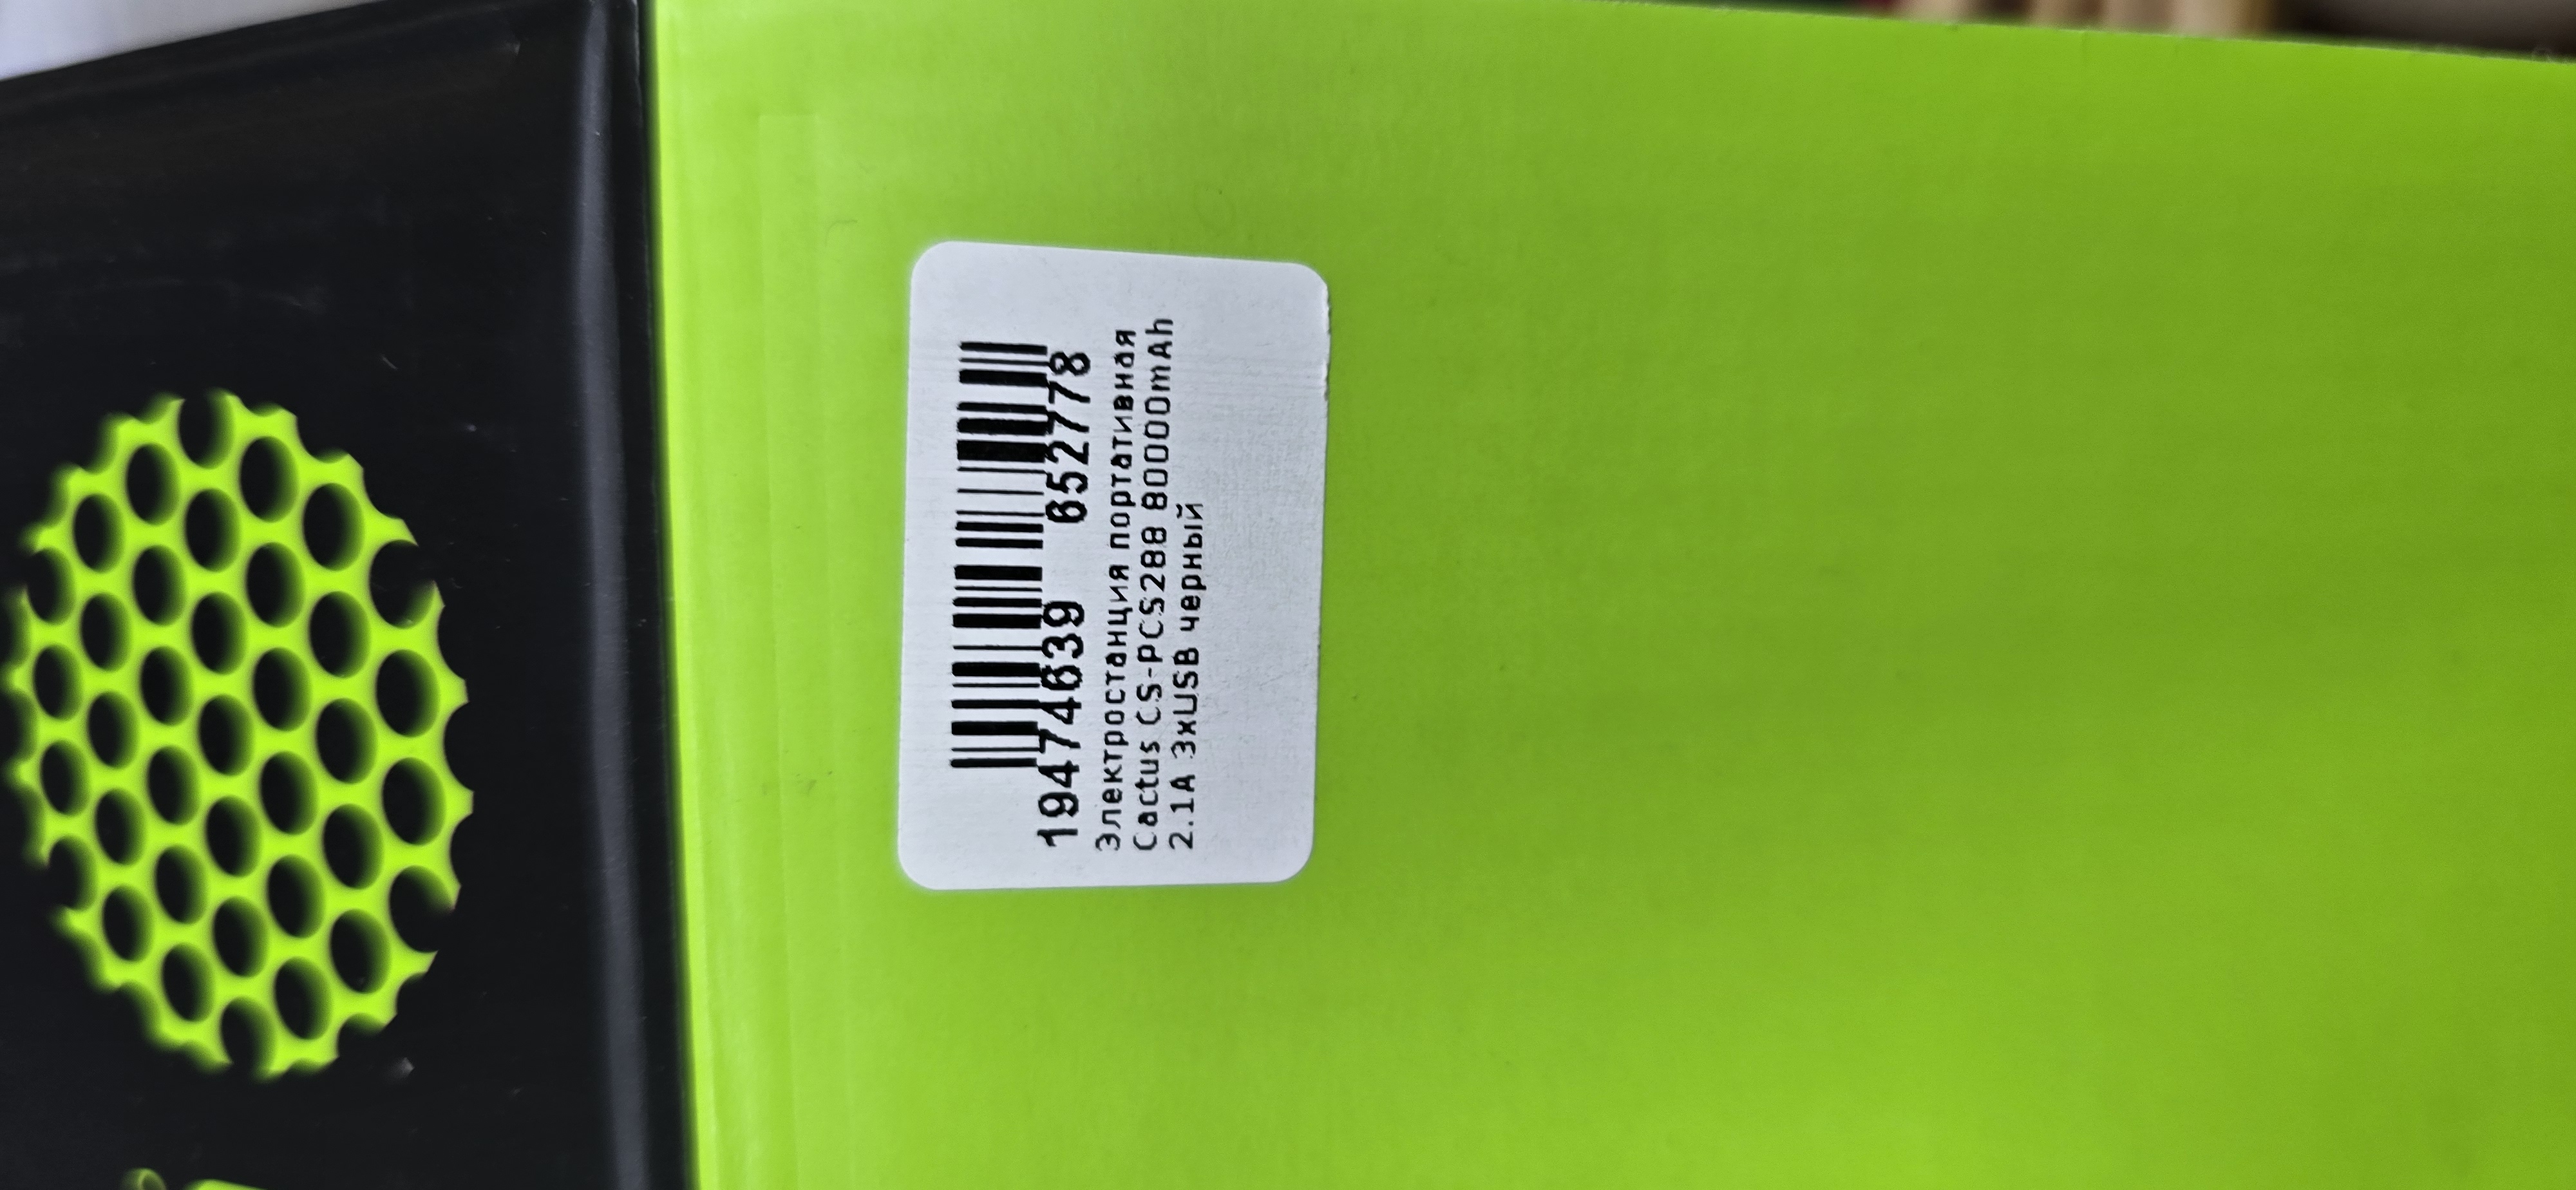 19474639 652778
Электростанция портативная
Cactus CS-PCS288 80000mAh
2.1A 3xUSB черный